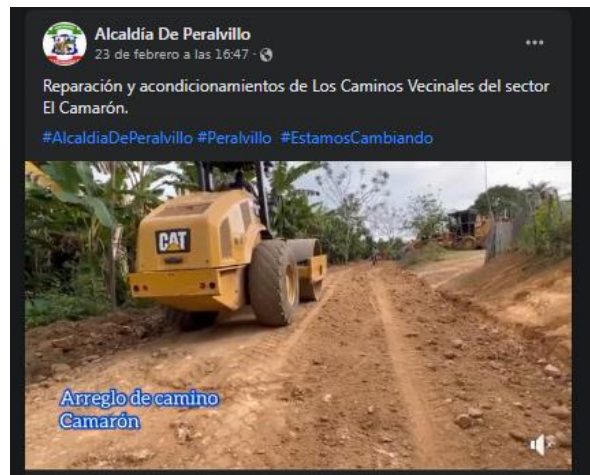 Alcaldía De Peralvillo
23 de febrero a las 16:47 ·
Reparación y acondicionamientos de Los Caminos Vecinales del sector
El Camarón.
#AlcaldiaDePeralvillo #Peralvillo #EstamosCambiando
CAT
Arreglo de camino
Camarón